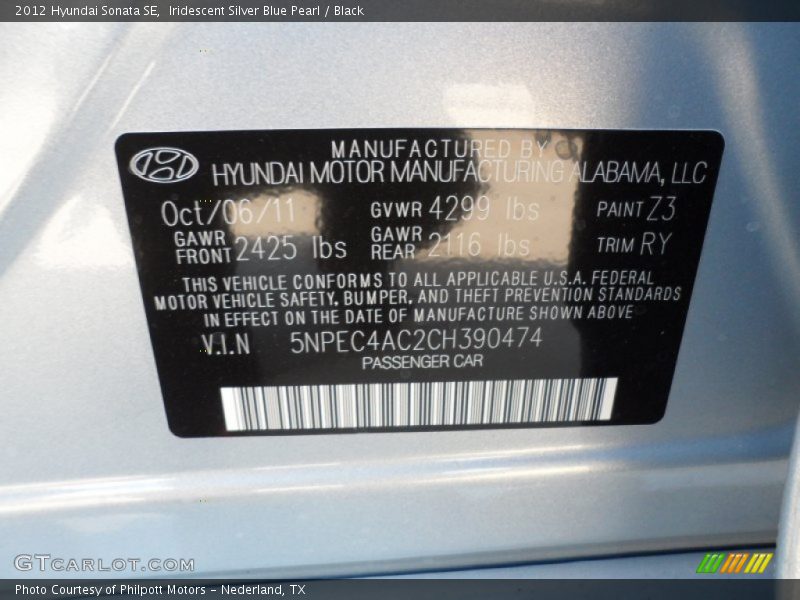 2012 Hyundai Sonata SE,  Iridescent Silver Blue Pearl / Black
MANUFACTURED BY
HYUNDAI MOTOR MANUFACTURING ALABAMA, LLC
Oct/06/11 GVWR 4299 lbs PAINT Z3
GAWR FRONT 2425 lbs GAWR REAR 2116 lbs TRIM RY
THIS VEHICLE CONFORMS TO ALL APPLICABLE U.S.A. FEDERAL
MOTOR VEHICLE SAFETY, BUMPER, AND THEFT PREVENTION STANDARDS
IN EFFECT ON THE DATE OF MANUFACTURE SHOWN ABOVE
V.I.N 5NPEC4AC2CH390474
PASSENGER CAR
GTCARLOT.COM
Photo Courtesy of Philpott Motors - Nederland, TX